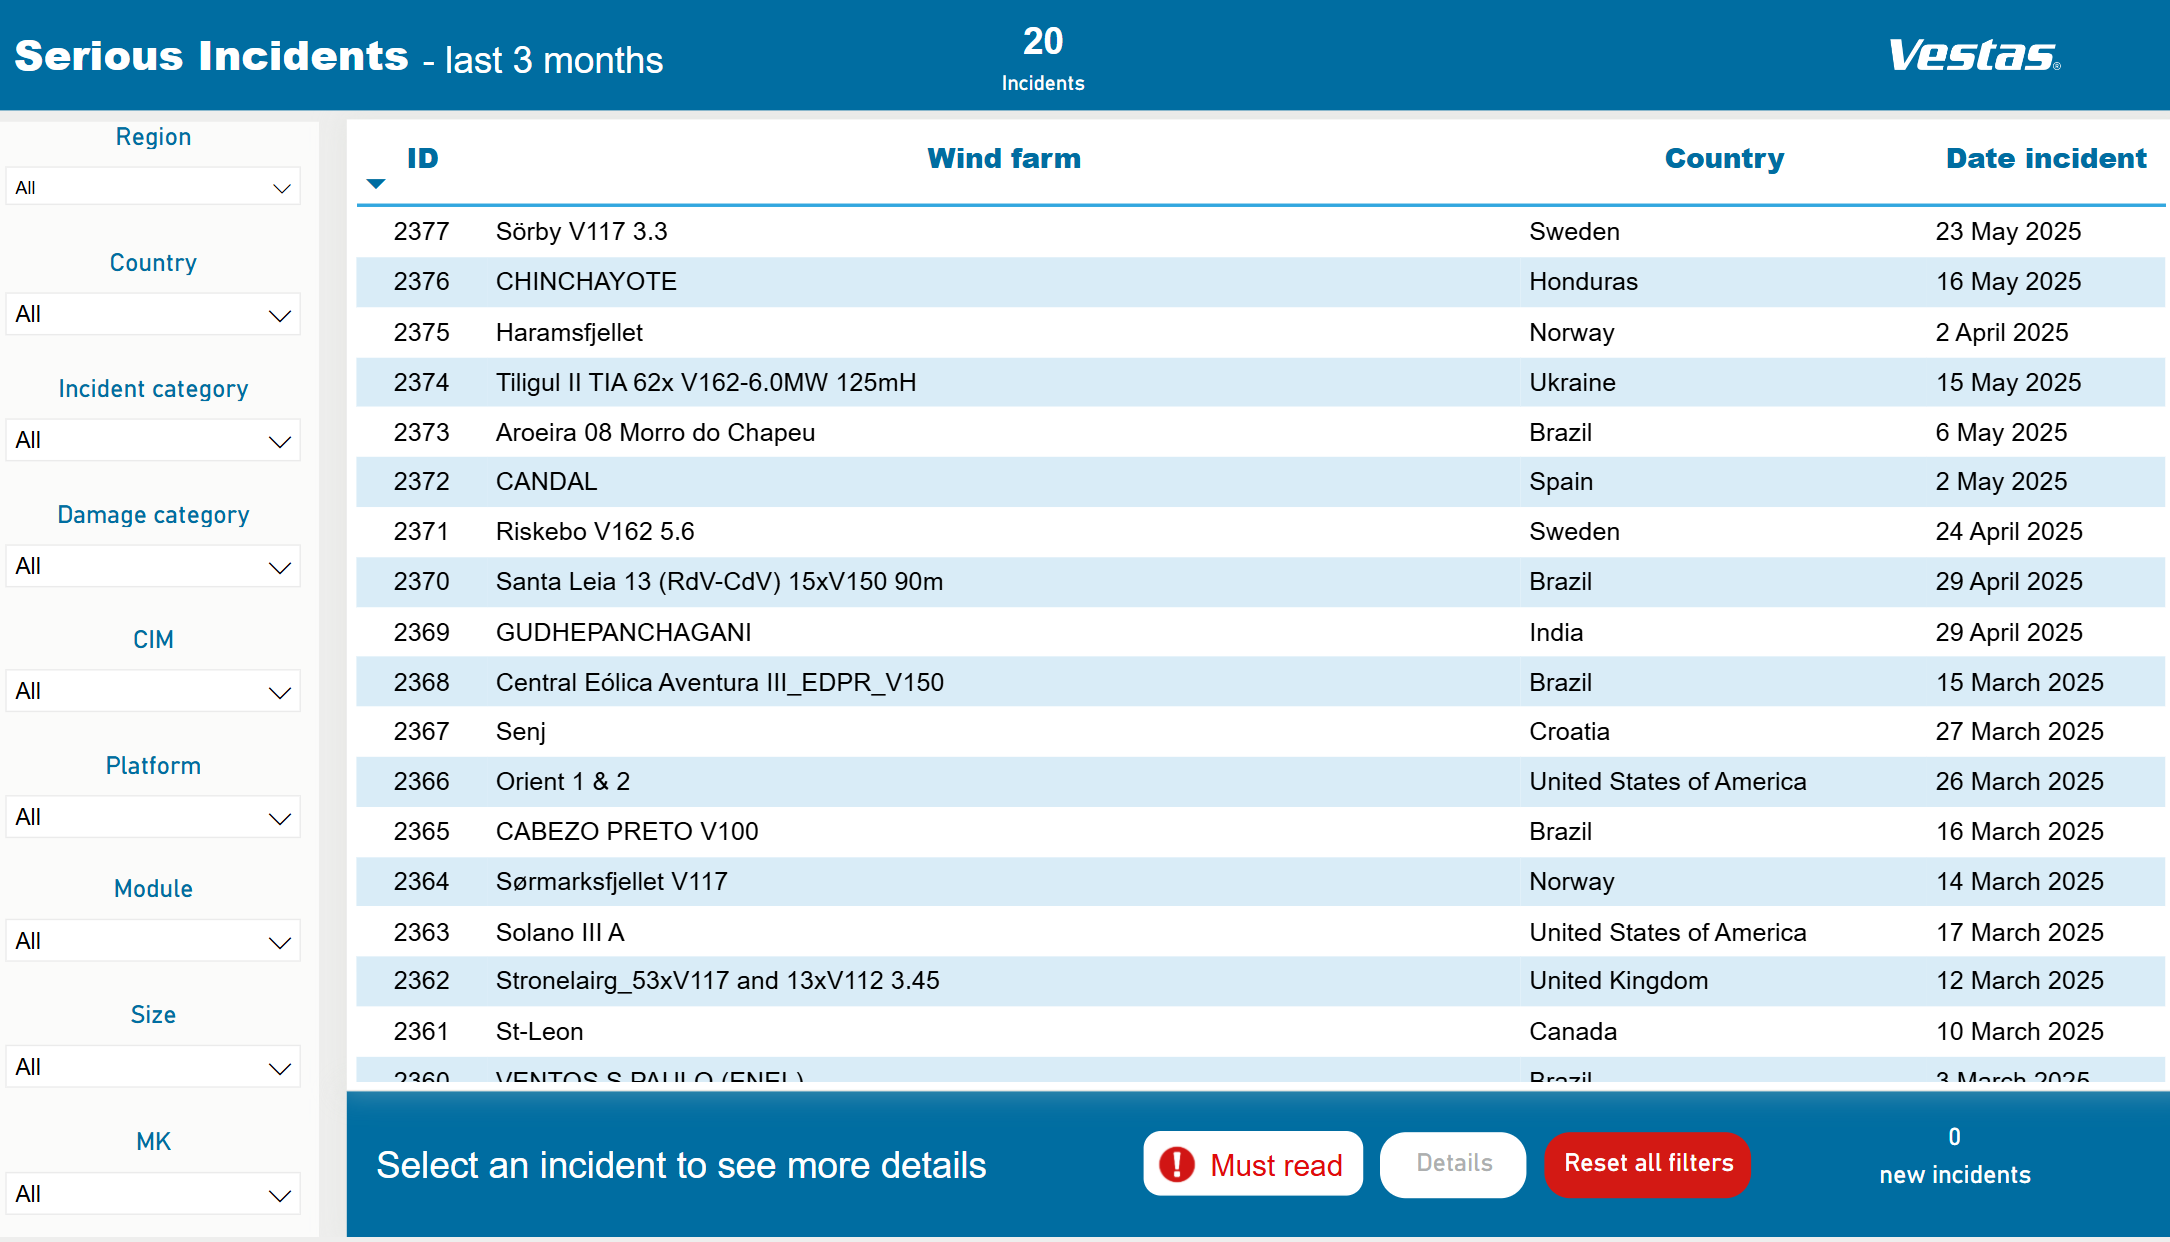 Serious Incidents - last 3 months
20
Incidents
Vestas®
Region
All
Country
All
Incident category
All
Damage category
All
CIM
All
Platform
All
Module
All
Size
All
MK
All
ID Wind farm Country Date incident
2377 Sörby V117 3.3 Sweden 23 May 2025
2376 CHINCHAYOTE Honduras 16 May 2025
2375 Haramsfjellet Norway 2 April 2025
2374 Tiligul II TIA 62x V162-6.0MW 125mH Ukraine 15 May 2025
2373 Aroeira 08 Morro do Chapeu Brazil 6 May 2025
2372 CANDAL Spain 2 May 2025
2371 Riskebo V162 5.6 Sweden 24 April 2025
2370 Santa Leia 13 (RdV-CdV) 15xV150 90m Brazil 29 April 2025
2369 GUDHEPANCHAGANI India 29 April 2025
2368 Central Eólica Aventura III_EDPR_V150 Brazil 15 March 2025
2367 Senj Croatia 27 March 2025
2366 Orient 1 & 2 United States of America 26 March 2025
2365 CABEZO PRETO V100 Brazil 16 March 2025
2364 Sørmarksfjellet V117 Norway 14 March 2025
2363 Solano III A United States of America 17 March 2025
2362 Stronelairg_53xV117 and 13xV112 3.45 United Kingdom 12 March 2025
2361 St-Leon Canada 10 March 2025
2360 VENTOS S PAULO (ENEL) Brazil 3 March 2025
Select an incident to see more details
! Must read
Details
Reset all filters
0
new incidents